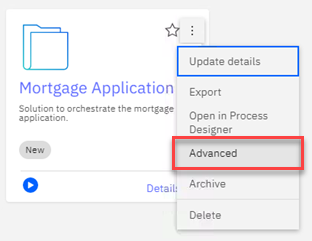 Mortgage Application
Solution to orchestrate the mortgage
application.
New
Details
Update details
Export
Open in Process
Designer
Advanced
Archive
Delete